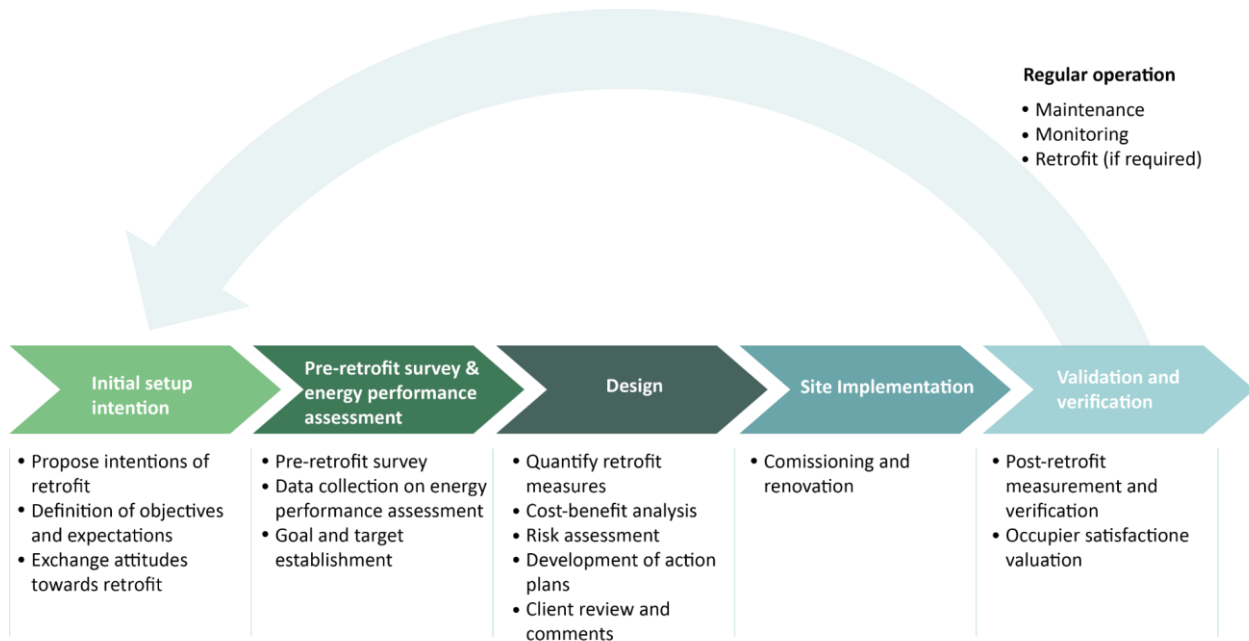 Regular operation
• Maintenance
• Monitoring
• Retrofit (if required)
Initial setup
intention
Pre-retrofit survey &
energy performance
assessment
Design
Site Implementation
Validation and
verification
• Propose intentions of
retrofit
• Definition of objectives
and expectations
• Exchange attitudes
towards retrofit
• Pre-retrofit survey
• Data collection on energy
performance assessment
• Goal and target
establishment
• Quantify retrofit
measures
• Cost-benefit analysis
• Risk assessment
• Development of action
plans
• Client review and
comments
• Comissioning and
renovation
• Post-retrofit
measurement and
verification
• Occupier satisfactione
valuation